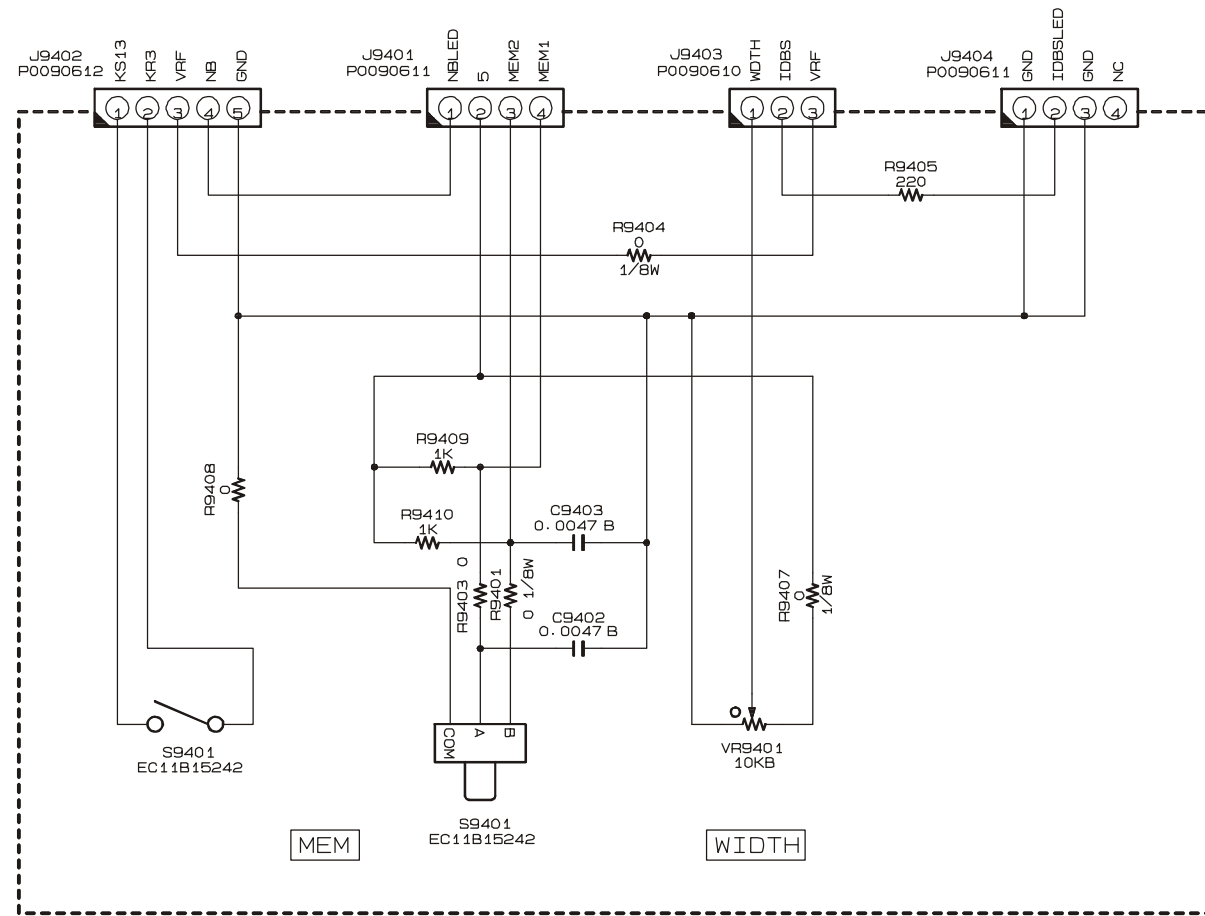 J9402
P0090612
KS13
KR3
VRF
NB
GND
1
2
3
4
5
J9401
P0090611
NBLED
5
MEM2
MEM1
1
2
3
4
J9403
P0090610
WDTH
IDBS
VRF
1
2
3
J9404
P0090611
GND
IDBSLED
GND
NC
1
2
3
4
R9405
220
R9404
0
1/8W
R9409
1K
R9408
0
R9410
1K
C9403
0.0047 B
R9403
0
R9401
0 1/8W
C9402
0.0047 B
R9407
0
1/8W
COM
A
B
S9401
EC11B15242
VR9401
10KB
S9401
EC11B15242
MEM
WIDTH